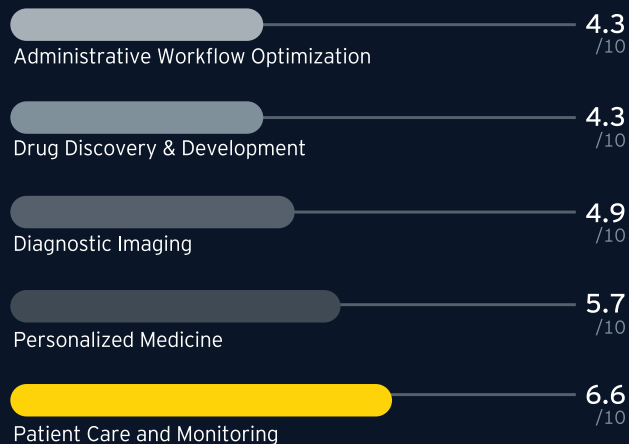 4.3
/10
Administrative Workflow Optimization
4.3
/10
Drug Discovery & Development
4.9
/10
Diagnostic Imaging
5.7
/10
Personalized Medicine
6.6
/10
Patient Care and Monitoring